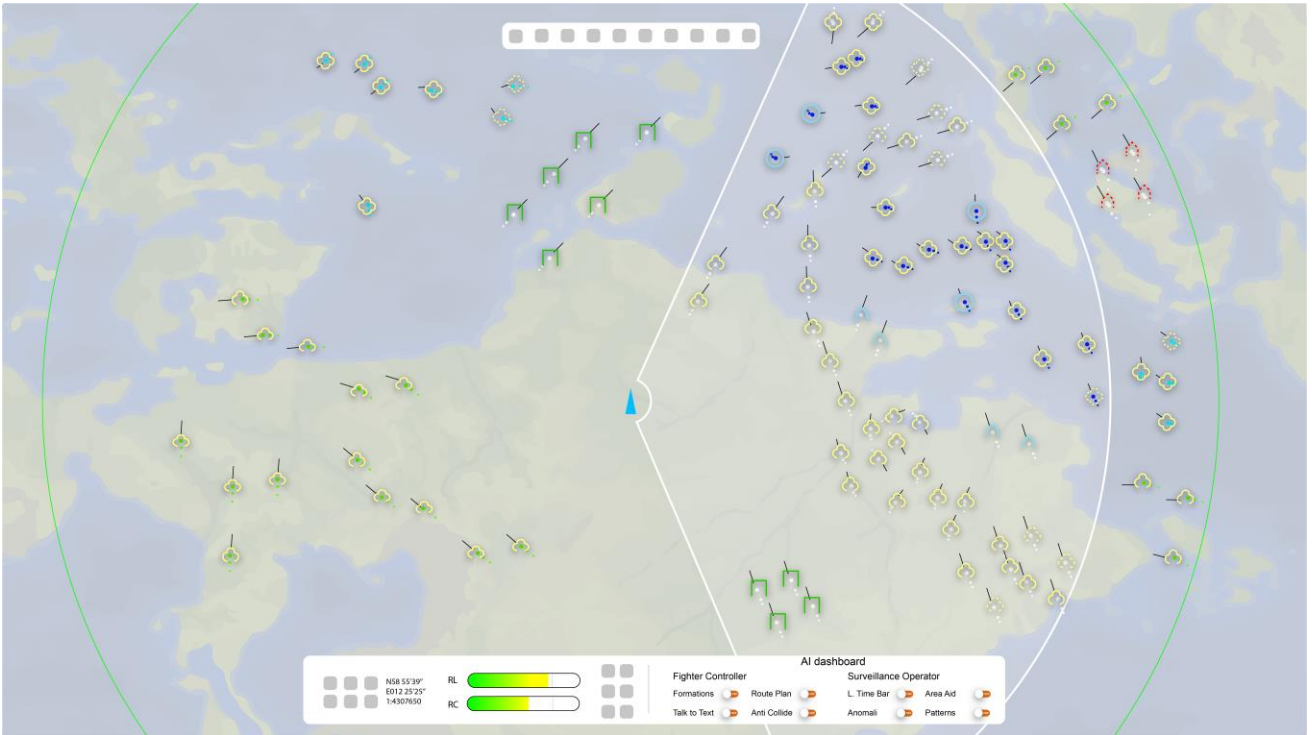 AI dashboard
N58 55'39"
E012 25'25"
1:4307650
RL
RC
Fighter Controller
Formations
Route Plan
Talk to Text
Anti Collide
Surveillance Operator
L. Time Bar
Area Aid
Anomali
Patterns